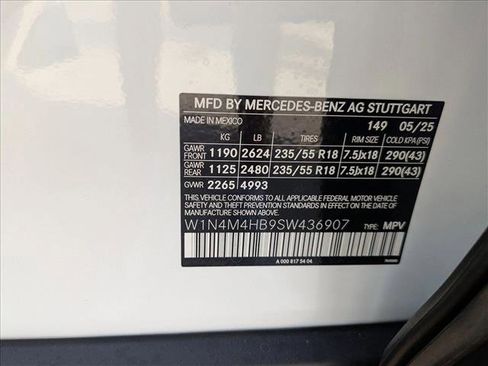 MFD BY MERCEDES-BENZ AG STUTTGART
MADE IN MEXICO 149 05/25
KG LB TIRES RIM SIZE COLD KPA(PSI)
GAWR FRONT 1190 2624 235/55 R18 7.5Jx18 290(43)
GAWR REAR 1125 2480 235/55 R18 7.5Jx18 290(43)
GVWR 2265 4993
THIS VEHICLE CONFORMS TO ALL APPLICABLE FEDERAL MOTOR VEHICLE
SAFETY, BUMPER, AND THEFT PREVENTION STANDARDS IN EFFECT ON THE DATE
OF MANUFACTURE SHOWN ABOVE.
W1N4M4HB9SW436907 TYPE: MPV
A 000 817 54 04